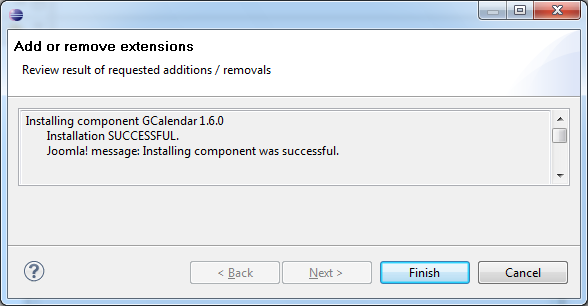 Add or remove extensions
Review result of requested additions / removals
Installing component GCalendar 1.6.0
Installation SUCCESSFUL.
Joomla! message: Installing component was successful.
?
< Back
Next >
Finish
Cancel